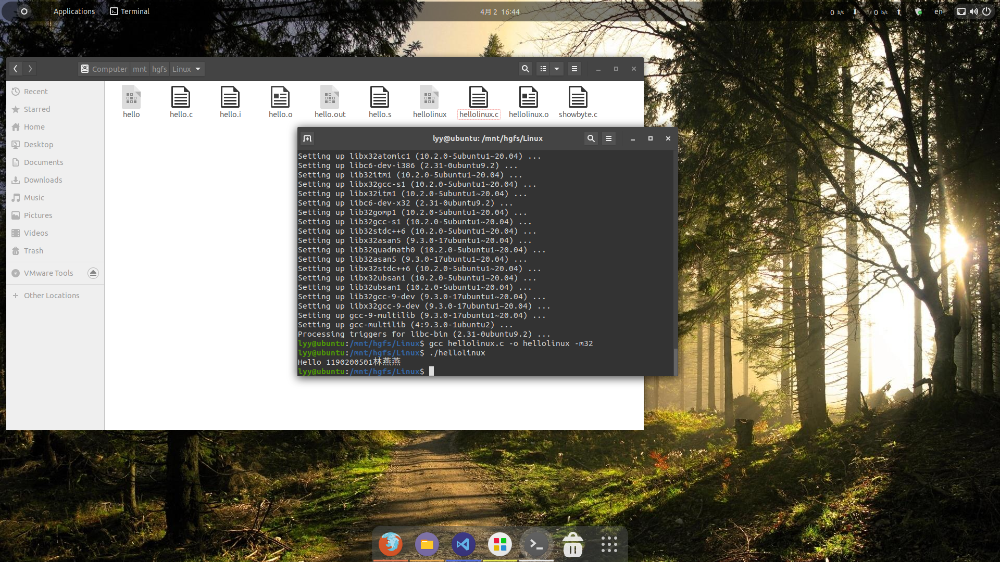 Applications
Terminal
4月 2 16:44
0 b/s
0 b/s
en
Computer
mnt
hgfs
Linux
Recent
Starred
Home
Desktop
Documents
Downloads
Music
Pictures
Videos
Trash
VMware Tools
Other Locations
hello
hello.c
hello.i
hello.o
hello.out
hello.s
hellolinux
hellolinux.c
hellolinux.o
showbyte.c
lyy@ubuntu: /mnt/hgfs/Linux
Setting up libx32atomic1 (10.2.0-5ubuntu1~20.04) ...
Setting up libc6-dev-i386 (2.31-0ubuntu9.2) ...
Setting up lib32itm1 (10.2.0-5ubuntu1~20.04) ...
Setting up libx32gcc-s1 (10.2.0-5ubuntu1~20.04) ...
Setting up libx32itm1 (10.2.0-5ubuntu1~20.04) ...
Setting up libc6-dev-x32 (2.31-0ubuntu9.2) ...
Setting up lib32gomp1 (10.2.0-5ubuntu1~20.04) ...
Setting up lib32gcc-s1 (10.2.0-5ubuntu1~20.04) ...
Setting up lib32stdc++6 (10.2.0-5ubuntu1~20.04) ...
Setting up libx32asan5 (9.3.0-17ubuntu1~20.04) ...
Setting up lib32quadmath0 (10.2.0-5ubuntu1~20.04) ...
Setting up lib32asan5 (9.3.0-17ubuntu1~20.04) ...
Setting up libx32stdc++6 (10.2.0-5ubuntu1~20.04) ...
Setting up libx32ubsan1 (10.2.0-5ubuntu1~20.04) ...
Setting up lib32ubsan1 (10.2.0-5ubuntu1~20.04) ...
Setting up lib32gcc-9-dev (9.3.0-17ubuntu1~20.04) ...
Setting up libx32gcc-9-dev (9.3.0-17ubuntu1~20.04) ...
Setting up gcc-9-multilib (9.3.0-17ubuntu1~20.04) ...
Setting up gcc-multilib (4:9.3.0-1ubuntu2) ...
Processing triggers for libc-bin (2.31-0ubuntu9.2) ...
lyy@ubuntu:/mnt/hgfs/Linux$ gcc hellolinux.c -o hellolinux -m32
lyy@ubuntu:/mnt/hgfs/Linux$ ./hellolinux
Hello 1190200501林燕燕
lyy@ubuntu:/mnt/hgfs/Linux$